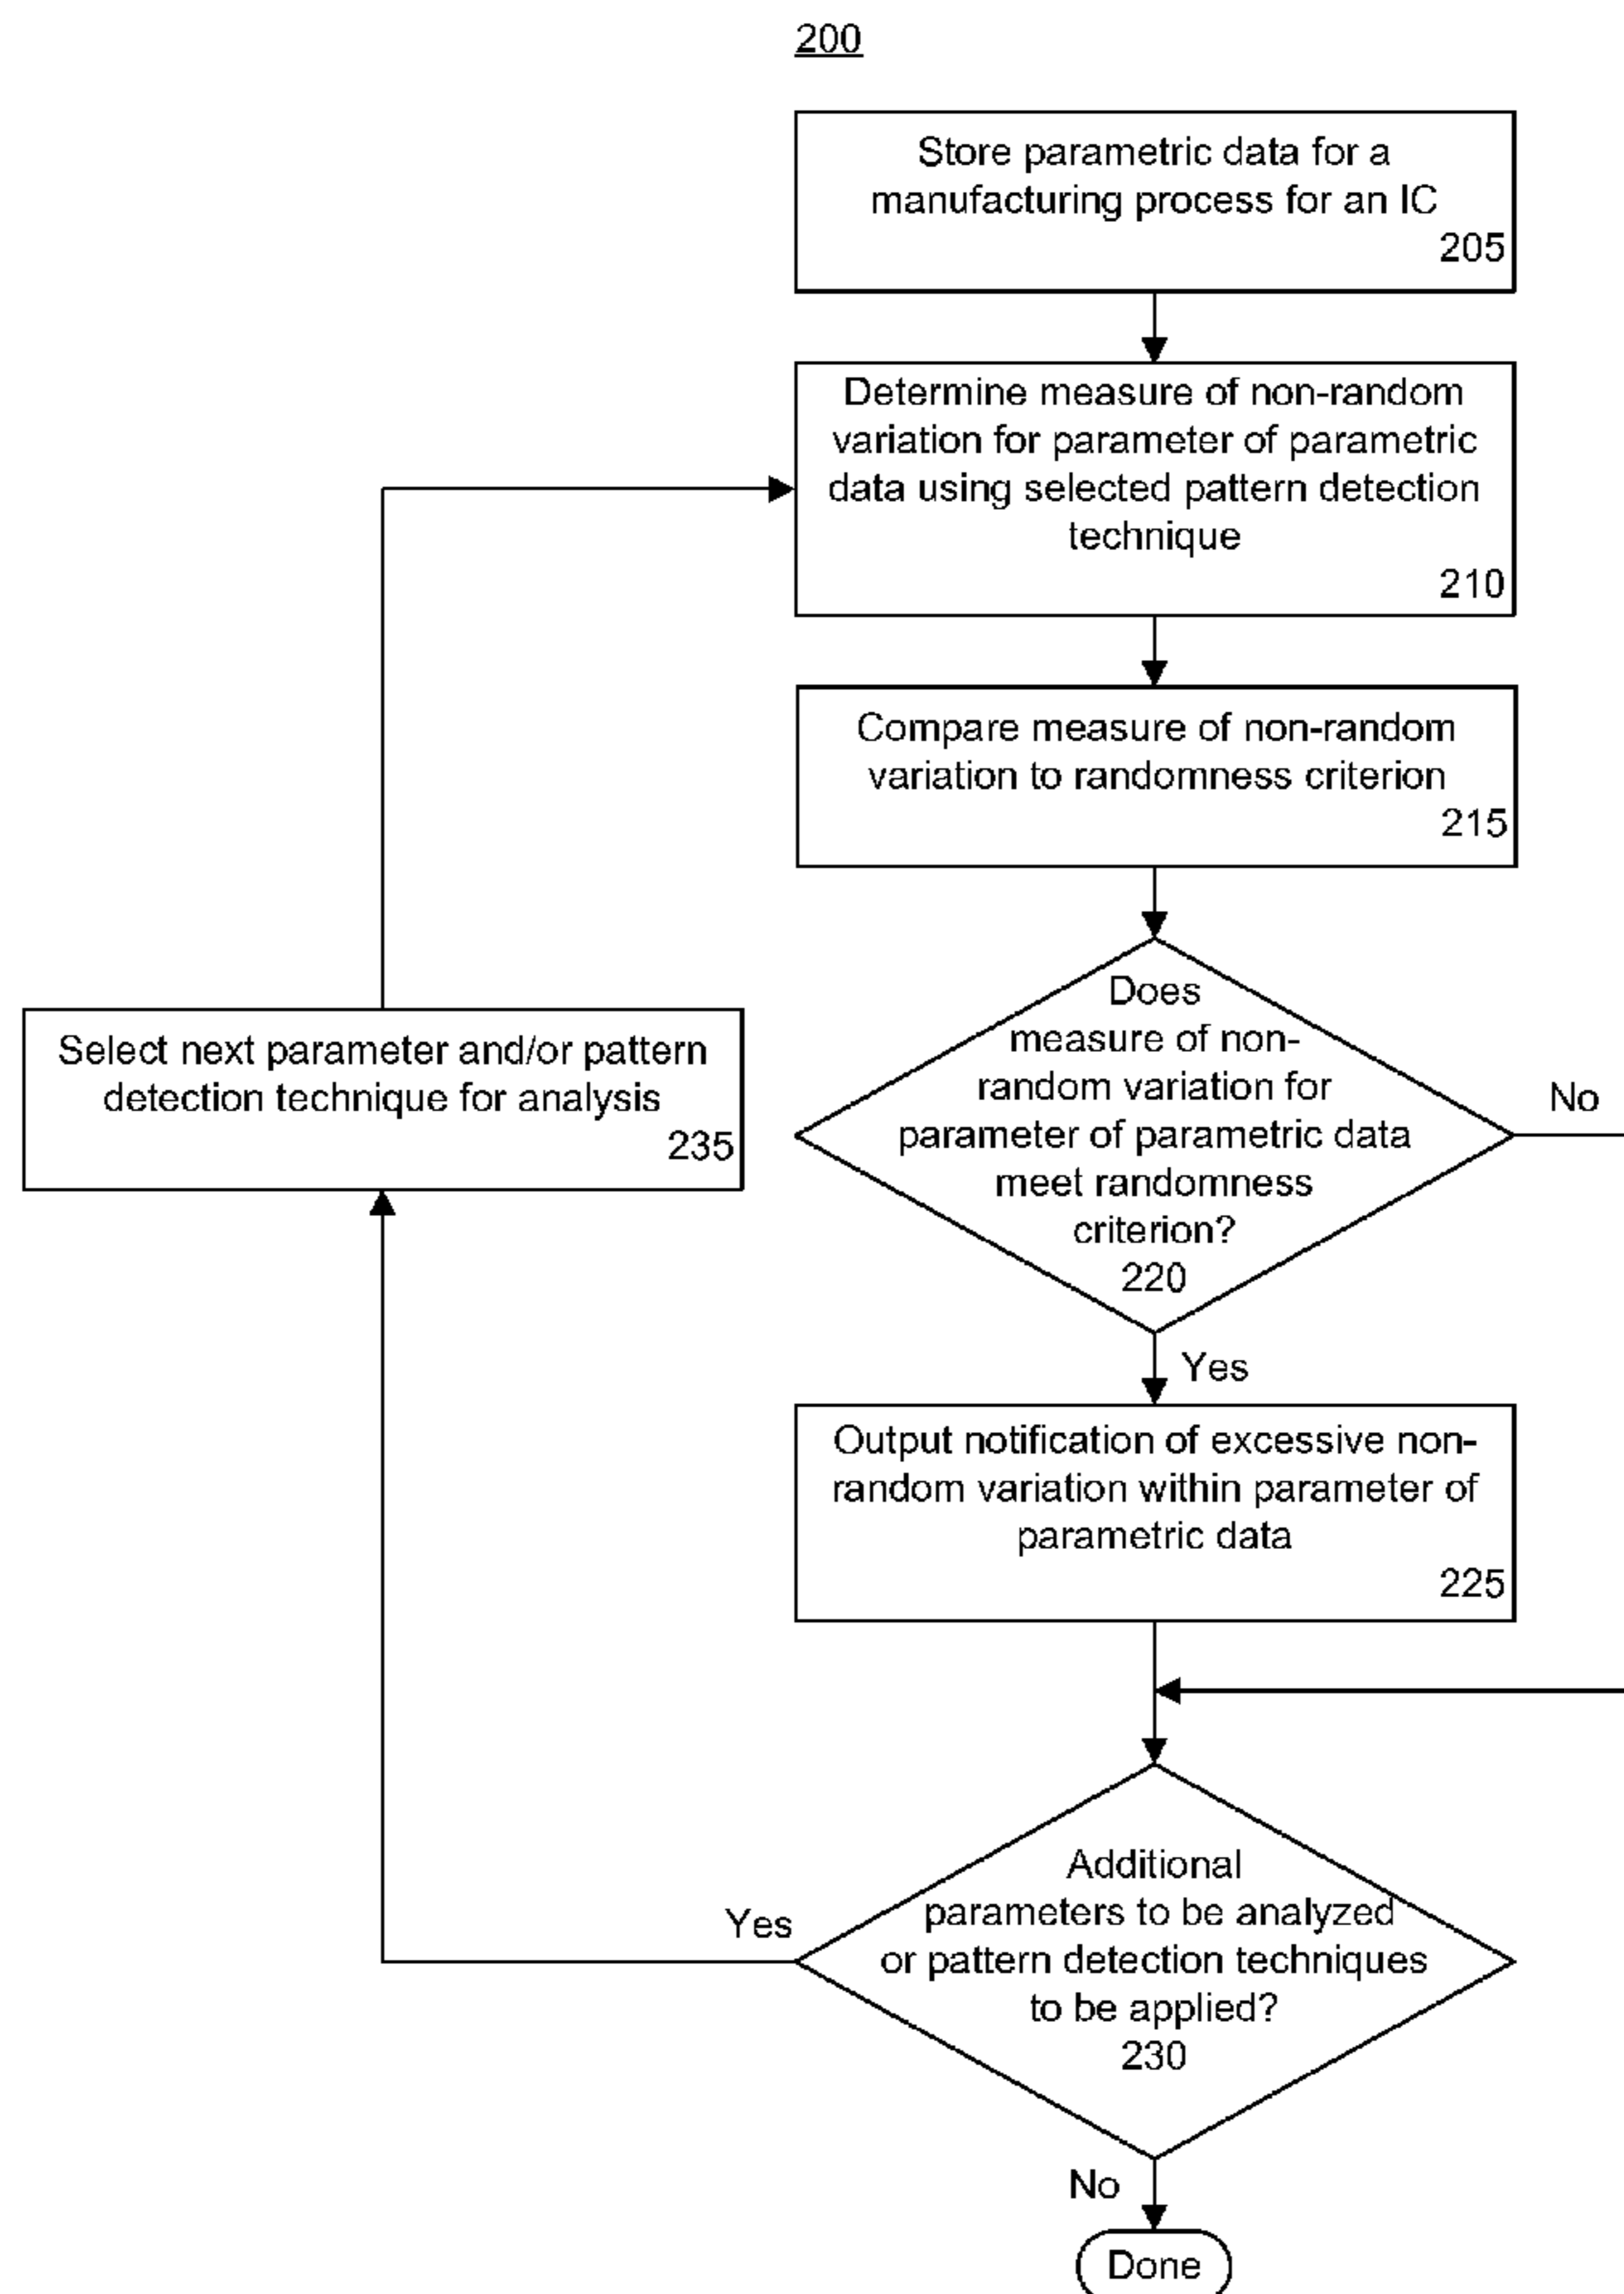 200
Store parametric data for a
manufacturing process for an IC
205
Determine measure of non-random
variation for parameter of parametric
data using selected pattern detection
technique
210
Compare measure of non-random
variation to randomness criterion
215
Does
measure of non-
random variation for
parameter of parametric data
meet randomness
criterion?
220
No
Select next parameter and/or pattern
detection technique for analysis
235
Yes
Output notification of excessive non-
random variation within parameter of
parametric data
225
Additional
parameters to be analyzed
or pattern detection techniques
to be applied?
230
Yes
No
Done